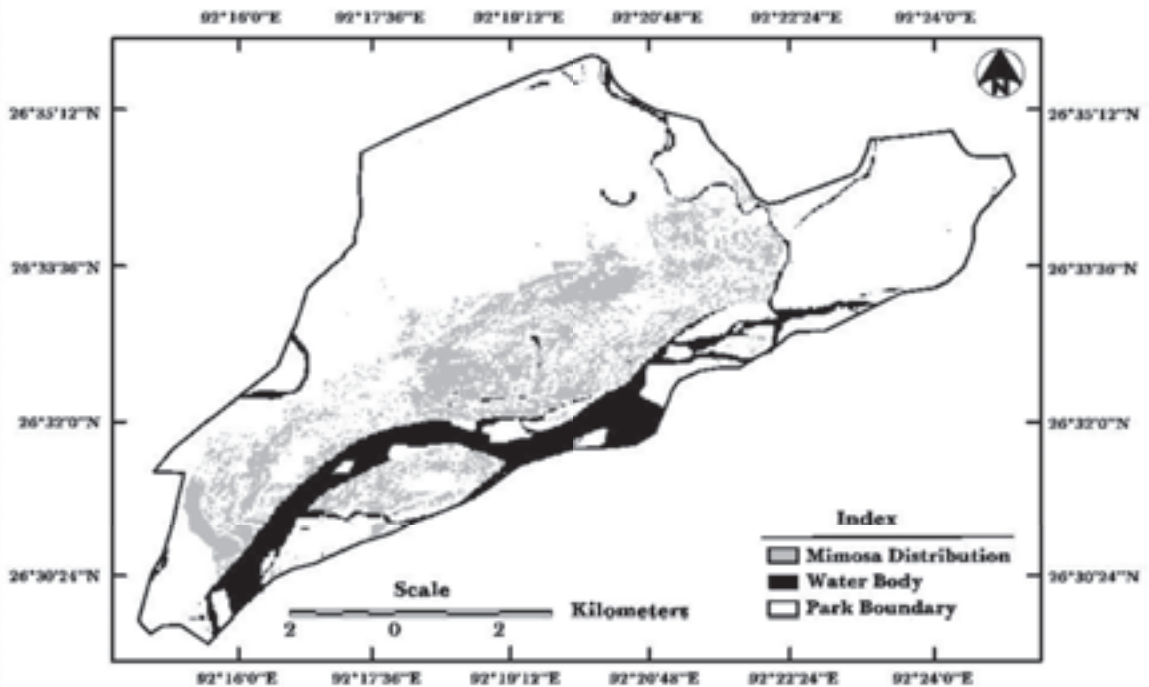 92°16'0"E 92°17'36"E 92°19'12"E 92°20'48"E 92°22'24"E 92°24'0"E
N
26°35'12"N 26°35'12"N
26°33'36"N 26°33'36"N
26°32'0"N 26°32'0"N
Index
Mimosa Distribution
26°30'24"N 26°30'24"N
Water Body
Scale
Park Boundary
Kilometers
2 0 2
92°16'0"E 92°17'36"E 92°19'12"E 92°20'48"E 92°22'24"E 92°24'0"E